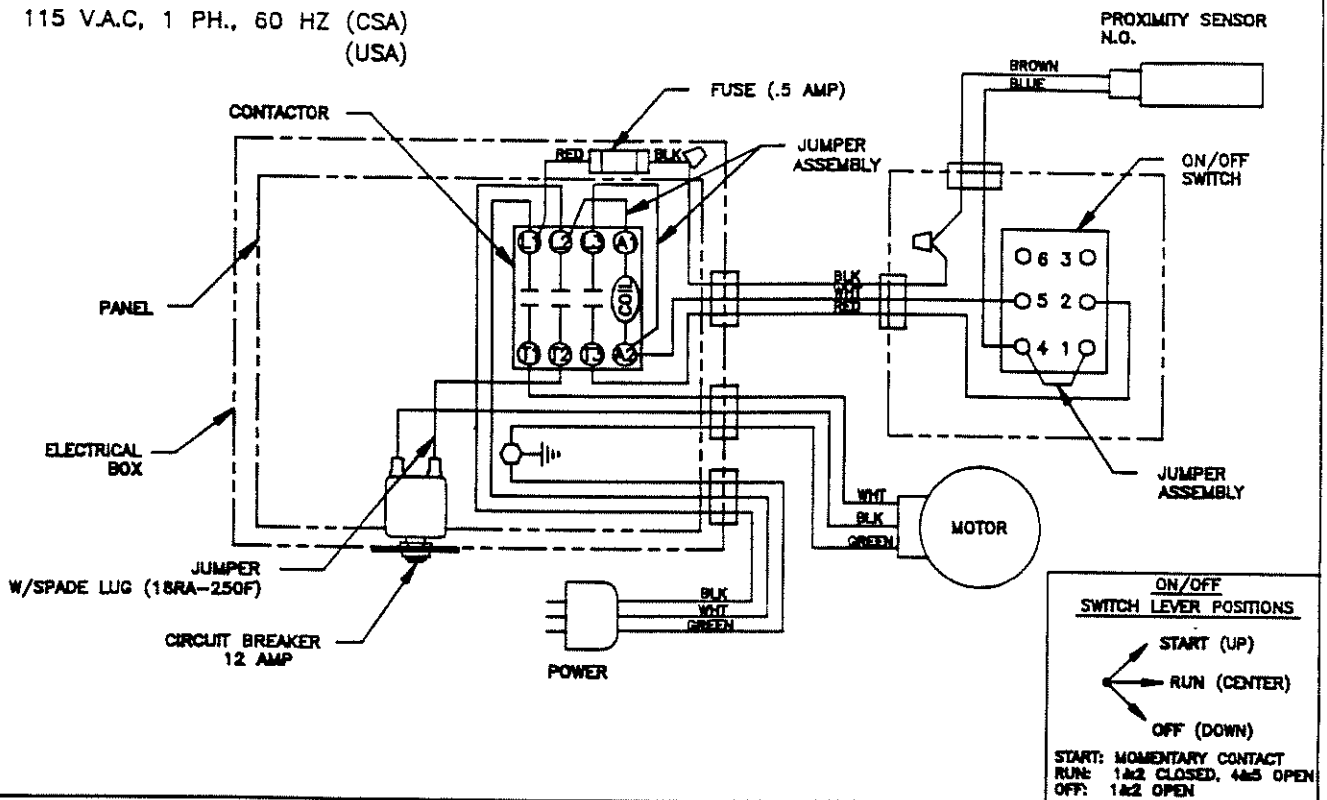 115 V.A.C, 1 PH., 60 HZ (CSA)
(USA)
PROXIMITY SENSOR
N.O.
BROWN
BLUE
FUSE (.5 AMP)
CONTACTOR
RED
BLK
JUMPER
ASSEMBLY
ON/OFF
SWITCH
L1 L2 L3 A1
COIL
T1 T2 T3 A2
6 3
5 2
4 1
BLK
WHT
RED
PANEL
ELECTRICAL
BOX
JUMPER
ASSEMBLY
WHT
BLK
GREEN
MOTOR
JUMPER
W/SPADE LUG (18RA-250F)
CIRCUIT BREAKER
12 AMP
BLK
WHT
GREEN
POWER
ON/OFF
SWITCH LEVER POSITIONS
START (UP)
RUN (CENTER)
OFF (DOWN)
START: MOMENTARY CONTACT
RUN: 1&2 CLOSED, 4&5 OPEN
OFF: 1&2 OPEN